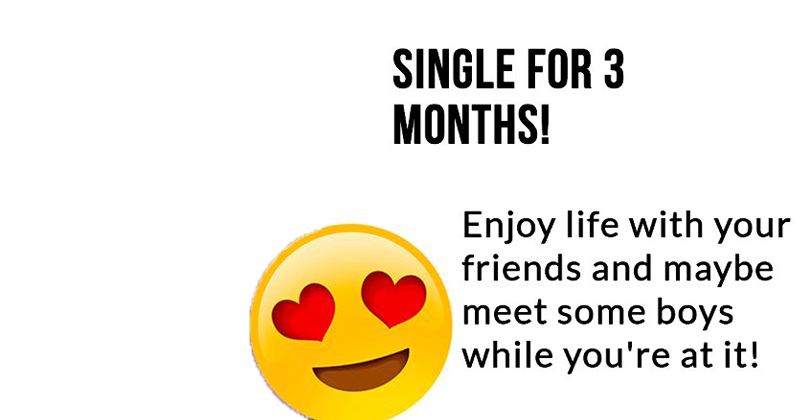 SINGLE FOR 3
MONTHS!
Enjoy life with your
friends and maybe
meet some boys
while you're at it!